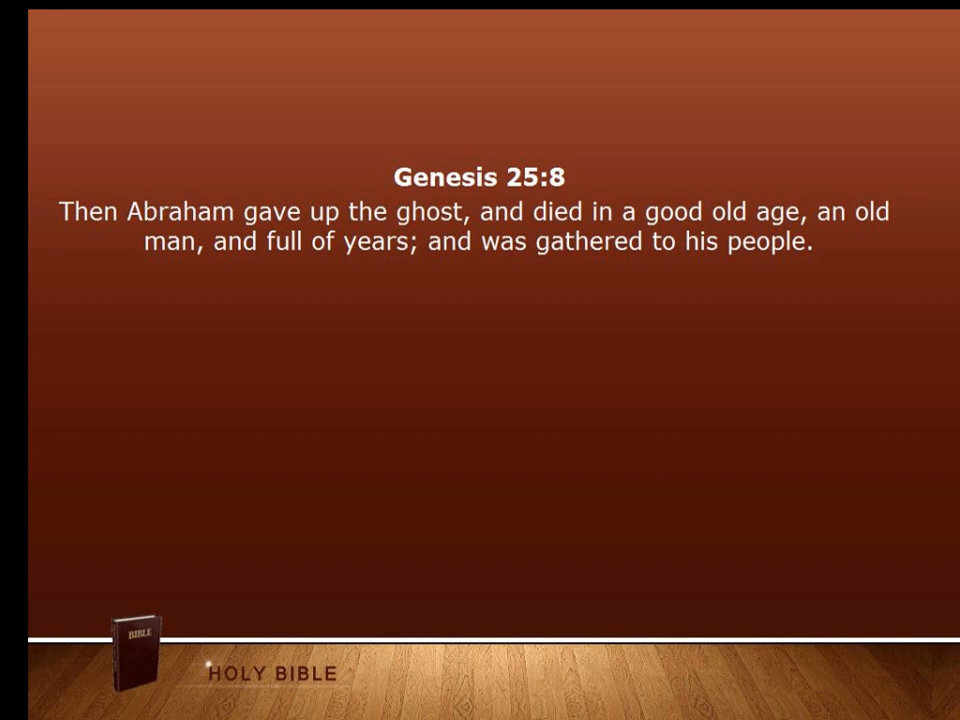 Genesis 25:8
Then Abraham gave up the ghost, and died in a good old age, an old
man, and full of years; and was gathered to his people.
BIBLE
HOLY BIBLE